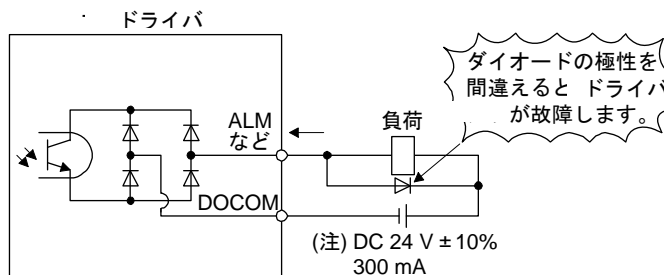 ドライバ
ダイオードの極性を
間違えると ドライバ
が故障します。
ALM
など
負荷
DOCOM
(注) DC 24 V ± 10%
300 mA